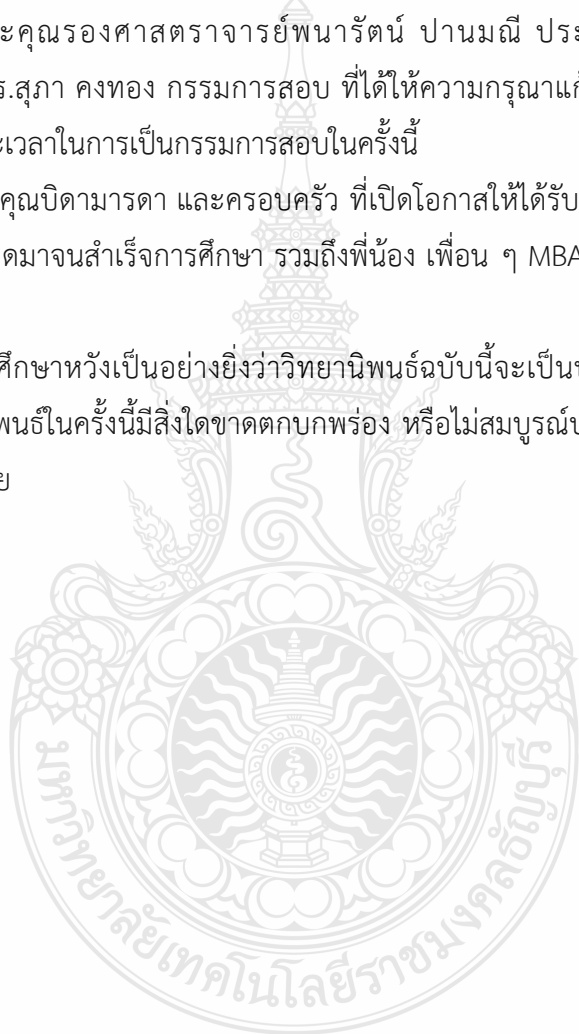 ะคุณรองศาสตราจารย์พนารัตน์ ปานมณี ประ
ร.สุภา คงทอง กรรมการสอบ ที่ได้ให้ความกรุณาแก้
ะเวลาในการเป็นกรรมการสอบในครั้งนี้
คุณบิดามารดา และครอบครัว ที่เปิดโอกาสให้ได้รับ
ดมาจนสำเร็จการศึกษา รวมถึงพี่น้อง เพื่อน ๆ MBA
ศึกษาหวังเป็นอย่างยิ่งว่าวิทยานิพนธ์ฉบับนี้จะเป็น
พนธ์ในครั้งนี้มีสิ่งใดขาดตกบกพร่อง หรือไม่สมบูรณ์
ย
มหาวิทยาลัยเทคโนโลยีราชมงคลธัญบุรี